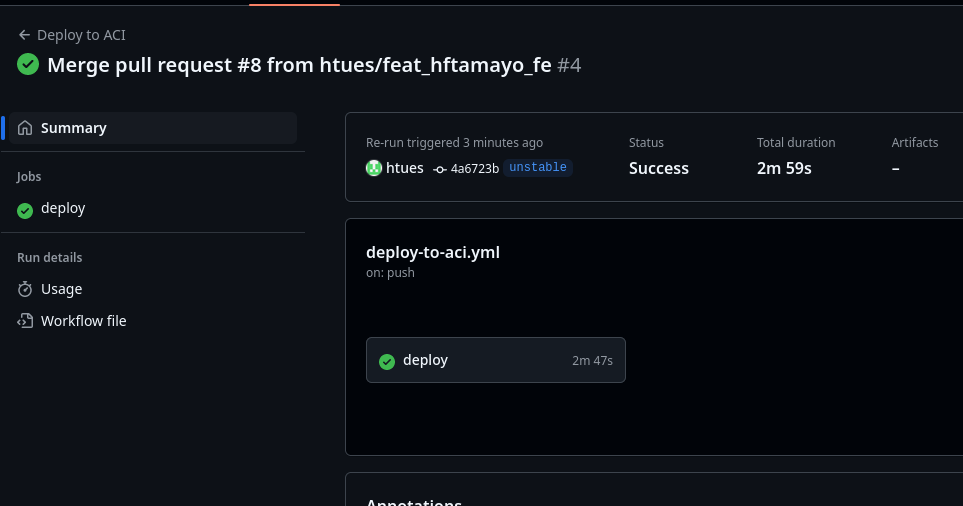 Deploy to ACI
Merge pull request #8 from htues/feat_hftamayo_fe #4
Summary
Jobs
deploy
Run details
Usage
Workflow file
Re-run triggered 3 minutes ago
htues 4a6723b unstable
Status
Success
Total duration
2m 59s
Artifacts
–
deploy-to-aci.yml
on: push
deploy 2m 47s
Annotations